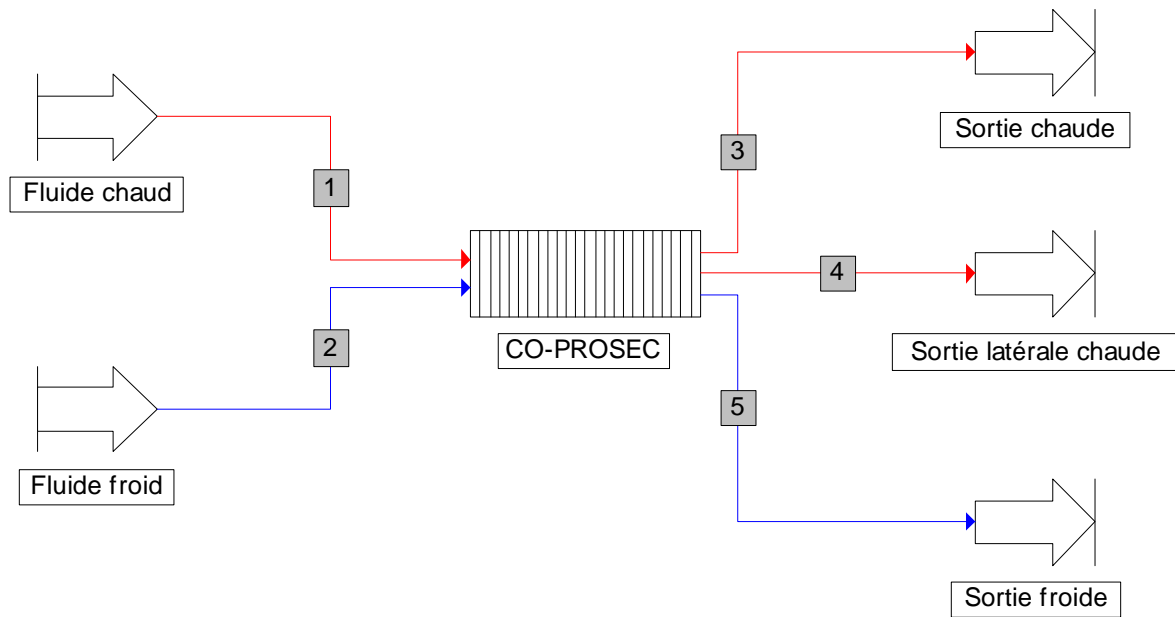 Fluide chaud
1
2
Fluide froid
CO-PROSEC
3
Sortie chaude
4
Sortie latérale chaude
5
Sortie froide